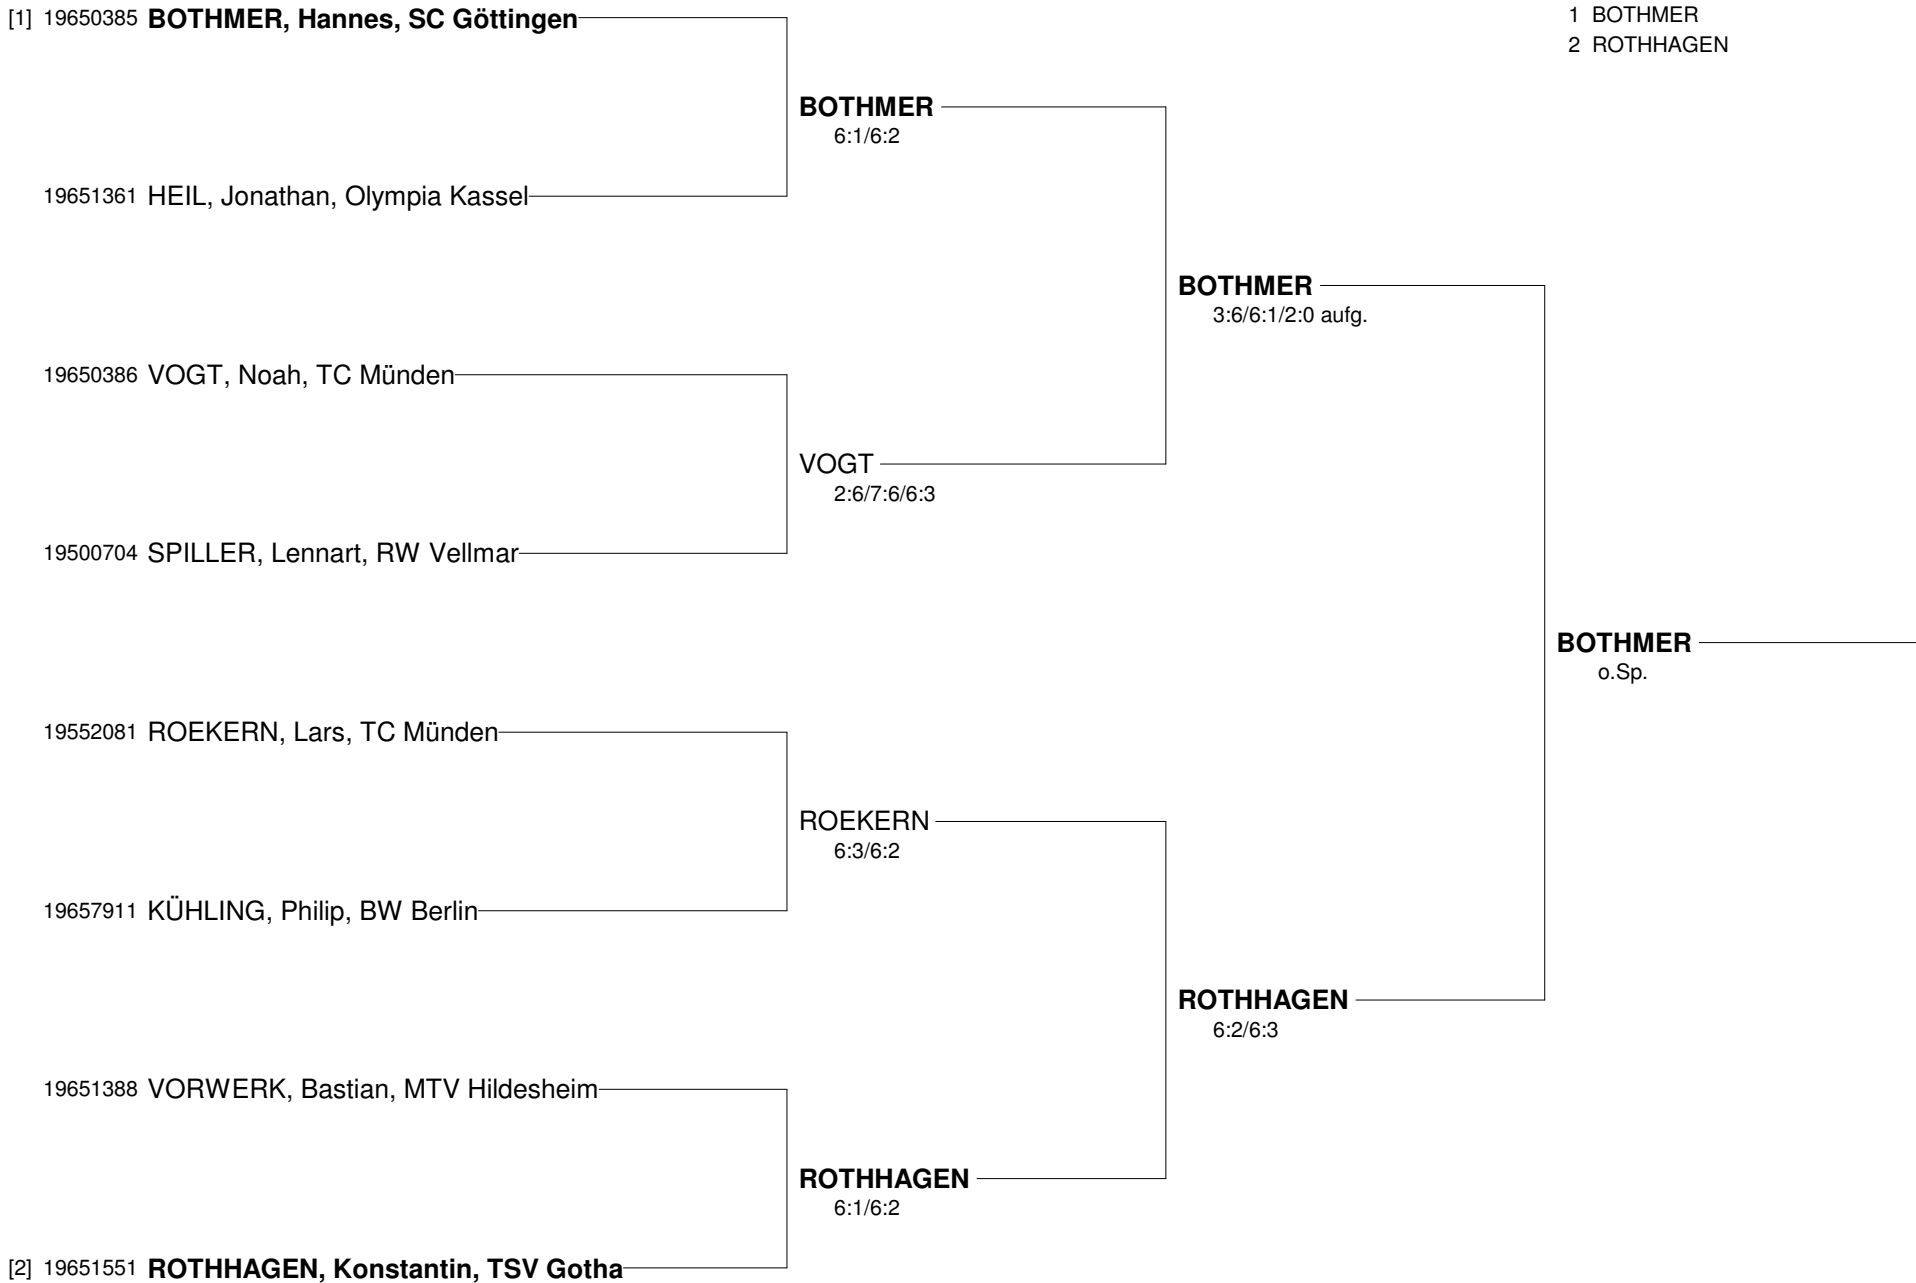 [1] 19650385 BOTHMER, Hannes, SC Göttingen
1 BOTHMER
2 ROTHHAGEN
BOTHMER
6:1/6:2
19651361 HEIL, Jonathan, Olympia Kassel
BOTHMER
3:6/6:1/2:0 aufg.
19650386 VOGT, Noah, TC Münden
VOGT
2:6/7:6/6:3
19500704 SPILLER, Lennart, RW Vellmar
BOTHMER
o.Sp.
19552081 ROEKERN, Lars, TC Münden
ROEKERN
6:3/6:2
19657911 KÜHLING, Philip, BW Berlin
ROTHHAGEN
6:2/6:3
19651388 VORWERK, Bastian, MTV Hildesheim
ROTHHAGEN
6:1/6:2
[2] 19651551 ROTHHAGEN, Konstantin, TSV Gotha